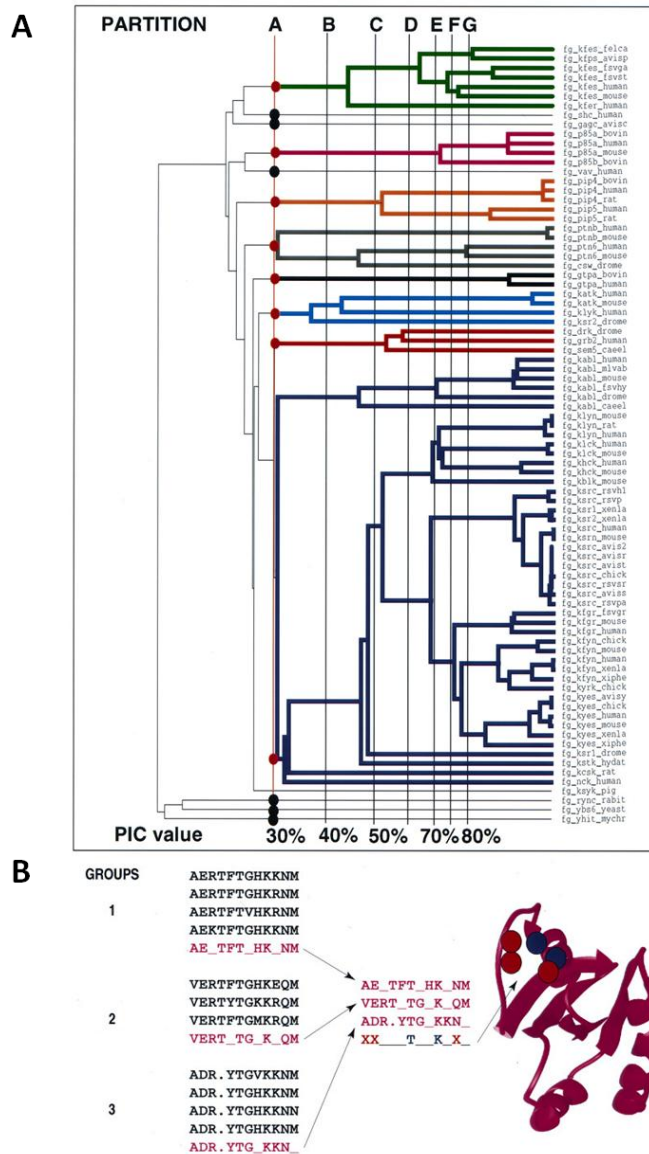 A
PARTITION A B C D E F G
fg_kfes_felca
fg_kfps_avisp
fg_kfes_fsvga
fg_kfes_fsvst
fg_kfes_human
fg_kfes_mouse
fg_kfer_human
fg_shc_human
fg_gagc_avisc
fg_p85a_bovin
fg_p85a_human
fg_p85a_mouse
fg_p85b_bovin
fg_vav_human
fg_pip4_bovin
fg_pip4_human
fg_pip4_rat
fg_pip5_human
fg_pip5_rat
fg_ptnb_human
fg_ptnb_mouse
fg_ptn6_human
fg_ptn6_mouse
fg_csw_drome
fg_gtpa_bovin
fg_gtpa_human
fg_katk_human
fg_katk_mouse
fg_klyk_human
fg_ksr2_drome
fg_drk_drome
fg_grb2_human
fg_sem5_caeel
fg_kabl_human
fg_kabl_mlvab
fg_kabl_mouse
fg_kabl_fsvhy
fg_kabl_drome
fg_kabl_caeel
fg_klyn_mouse
fg_klyn_rat
fg_klyn_human
fg_klck_human
fg_klck_mouse
fg_khck_human
fg_khck_mouse
fg_kblk_mouse
fg_ksrc_rsvh1
fg_ksrc_rsvp
fg_ksr1_xenla
fg_ksr2_xenla
fg_ksrc_human
fg_ksrn_mouse
fg_ksrc_avis2
fg_ksrc_avisr
fg_ksrc_avist
fg_ksrc_chick
fg_ksrc_rsvsr
fg_ksrc_aviss
fg_ksrc_rsvpa
fg_kfgr_fsvgr
fg_kfgr_mouse
fg_kfgr_human
fg_kfyn_chick
fg_kfyn_mouse
fg_kfyn_human
fg_kfyn_xenla
fg_kfyn_xiphe
fg_kyrk_chick
fg_kyes_avisy
fg_kyes_chick
fg_kyes_human
fg_kyes_mouse
fg_kyes_xenla
fg_kyes_xiphe
fg_ksr1_drome
fg_kstk_hydat
fg_kcsk_rat
fg_nck_human
fg_ksyk_pig
fg_rync_rabit
fg_ybs6_yeast
fg_yhit_mychr
PIC value 30% 40% 50% 70% 80%
B
GROUPS
1
AERTFTGHKKNM
AERTFTGHKRNM
AERTFTVHKRNM
AEKTFTGHKKNM
AE_TFT_HK_NM
2
VERTFTGHKEQM
VERTYTGKKRQM
VERTFTGMKRQM
VERT_TG_K_QM
3
ADR.YTGVKKNM
ADR.YTGHKKNM
ADR.YTGHKKNN
ADR.YTGHKKNM
ADR.YTG_KKN_
AE_TFT_HK_NM
VERT_TG_K_QM
ADR.YTG_KKN_
XX___T__K_X_